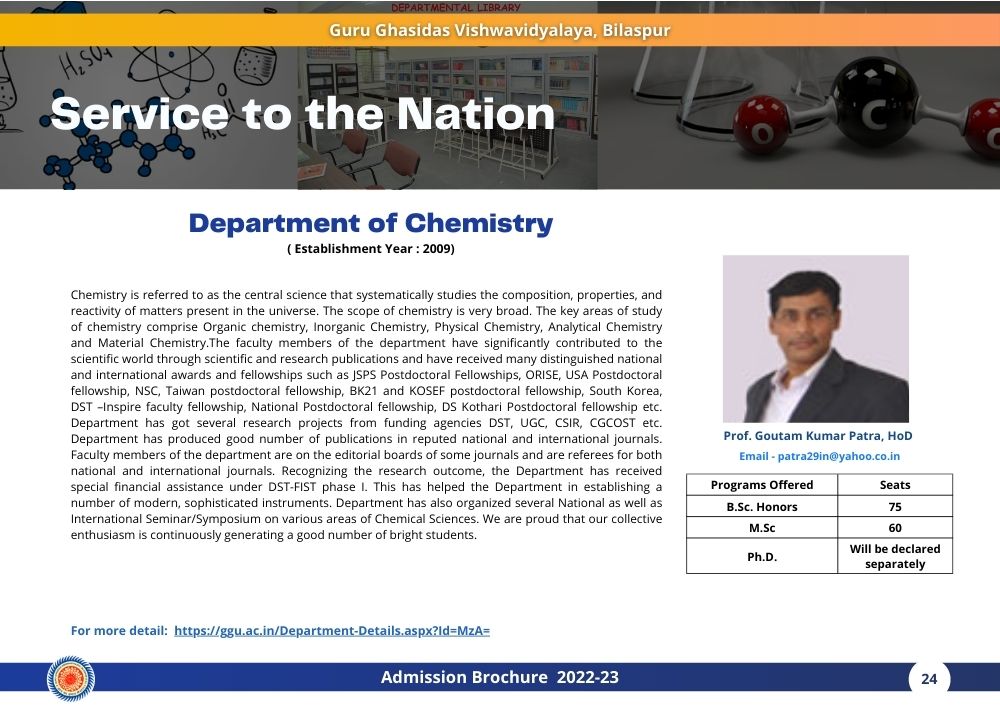 DEPARTMENTAL LIBRARY
Guru Ghasidas Vishwavidyalaya, Bilaspur
H₂SO₄
Service to the Nation
H₃C
O
C
Department of Chemistry
( Establishment Year : 2009)
Chemistry is referred to as the central science that systematically studies the composition, properties, and
reactivity of matters present in the universe. The scope of chemistry is very broad. The key areas of study
of chemistry comprise Organic chemistry, Inorganic Chemistry, Physical Chemistry, Analytical Chemistry
and Material Chemistry.The faculty members of the department have significantly contributed to the
scientific world through scientific and research publications and have received many distinguished national
and international awards and fellowships such as JSPS Postdoctoral Fellowships, ORISE, USA Postdoctoral
fellowship, NSC, Taiwan postdoctoral fellowship, BK21 and KOSEF postdoctoral fellowship, South Korea,
DST –Inspire faculty fellowship, National Postdoctoral fellowship, DS Kothari Postdoctoral fellowship etc.
Department has got several research projects from funding agencies DST, UGC, CSIR, CGCOST etc.
Department has produced good number of publications in reputed national and international journals.
Faculty members of the department are on the editorial boards of some journals and are referees for both
national and international journals. Recognizing the research outcome, the Department has received
special financial assistance under DST-FIST phase I. This has helped the Department in establishing a
number of modern, sophisticated instruments. Department has also organized several National as well as
International Seminar/Symposium on various areas of Chemical Sciences. We are proud that our collective
enthusiasm is continuously generating a good number of bright students.
Prof. Goutam Kumar Patra, HoD
Email - patra29in@yahoo.co.in
Programs Offered Seats
B.Sc. Honors 75
M.Sc 60
Ph.D. Will be declared
separately
For more detail: https://ggu.ac.in/Department-Details.aspx?Id=MzA=
Admission Brochure 2022-23
24